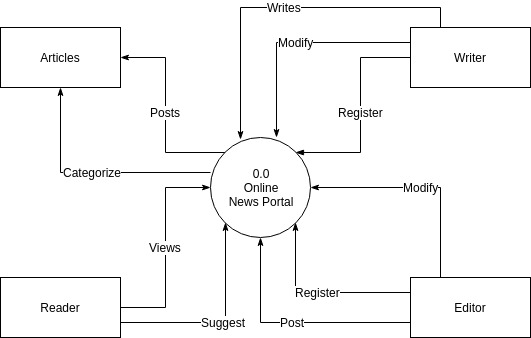 Writes
Modify
Articles
Writer
Posts
Register
Categorize
0.0
Online
News Portal
Modify
Views
Register
Reader
Suggest
Post
Editor